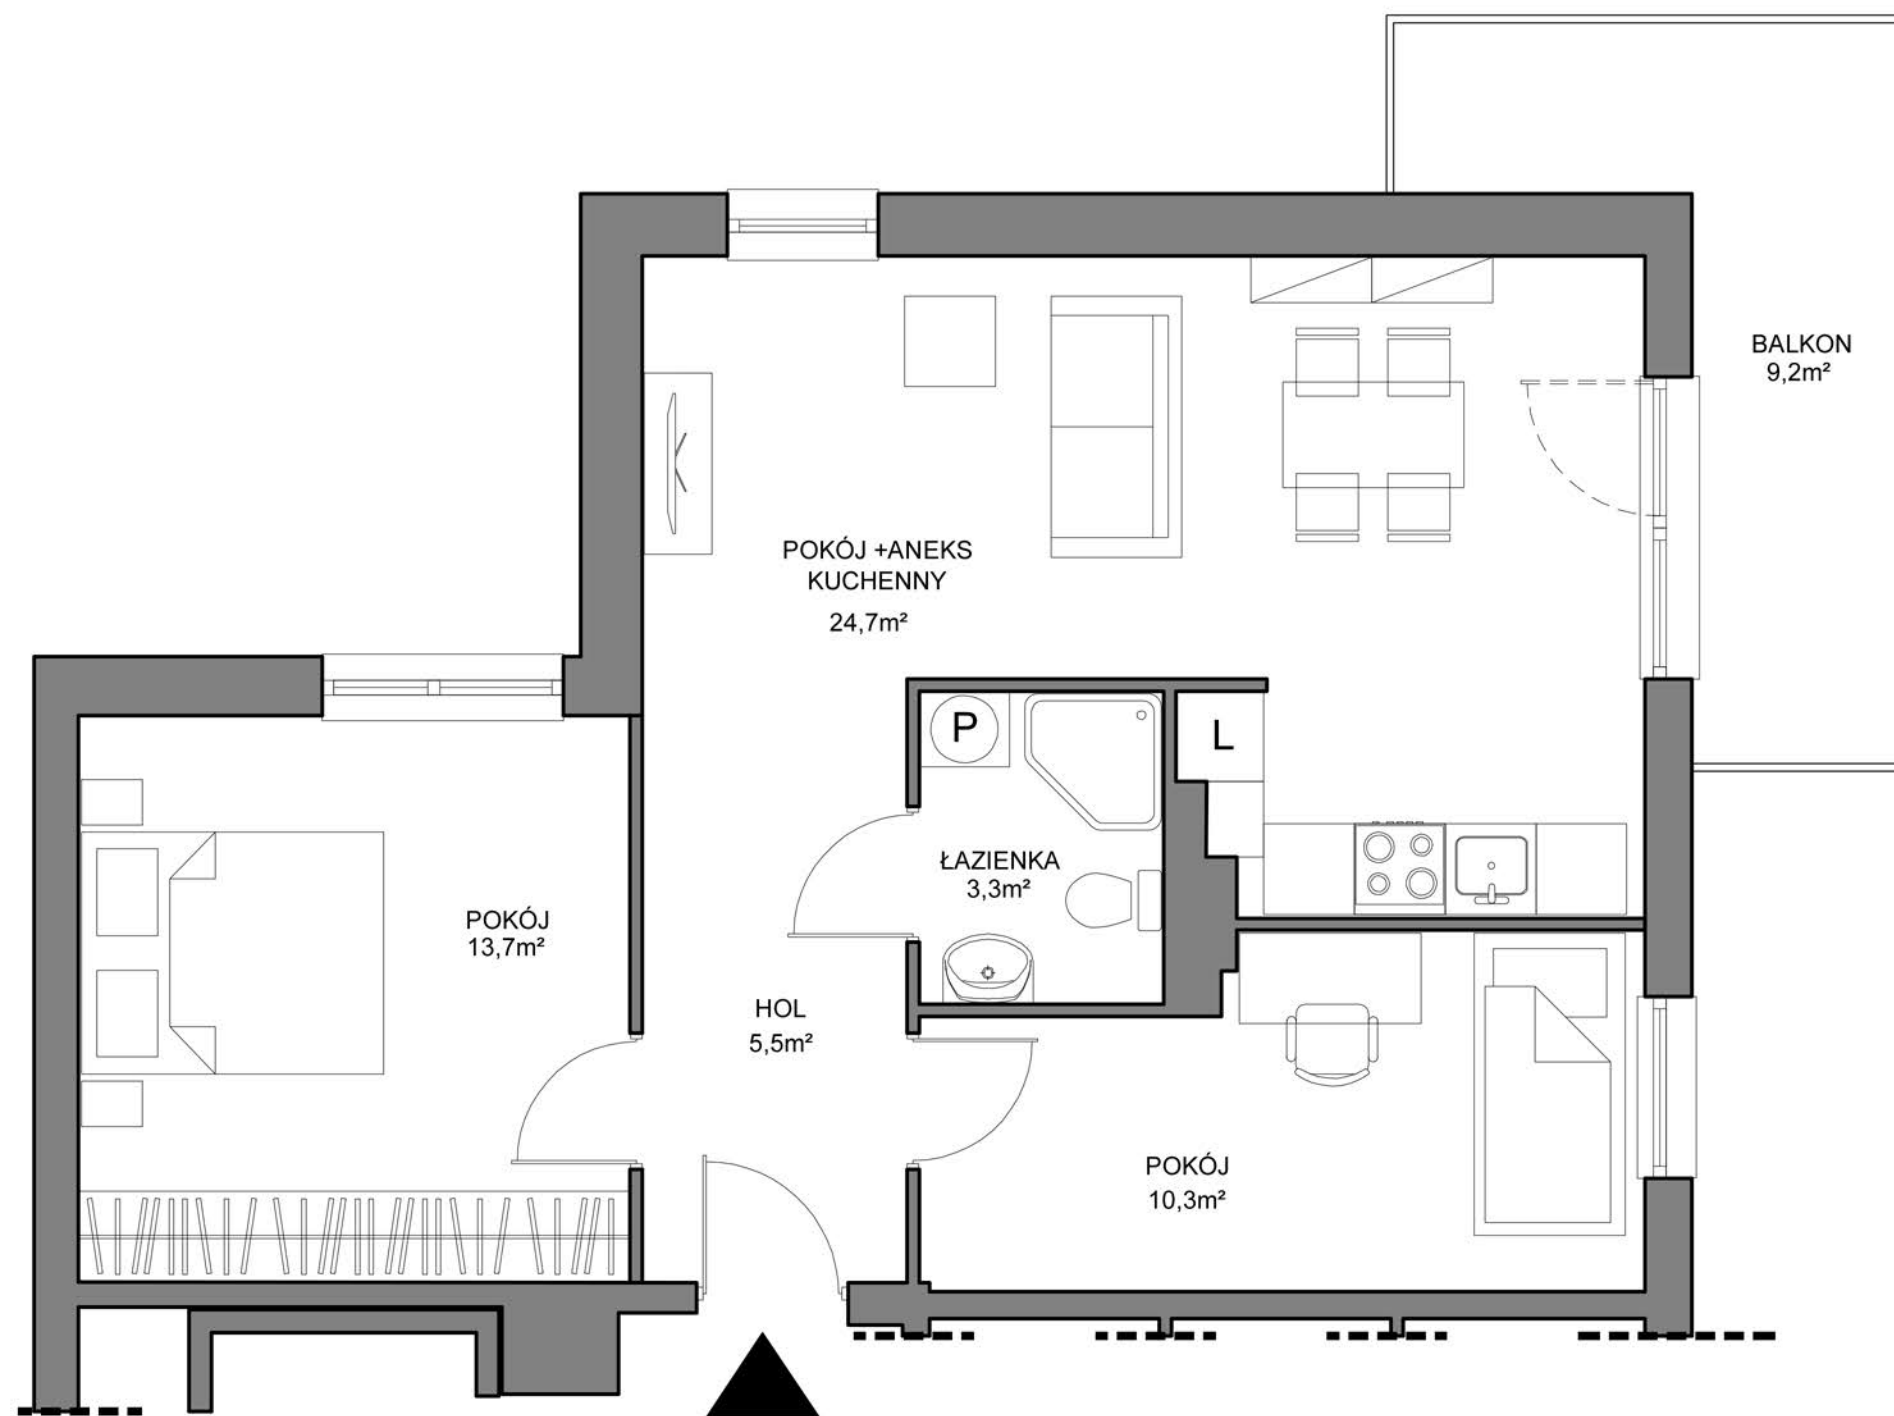 BALKON
9,2m²
POKÓJ +ANEKS
KUCHENNY
24,7m²
P
L
ŁAZIENKA
3,3m²
POKÓJ
13,7m²
HOL
5,5m²
POKÓJ
10,3m²